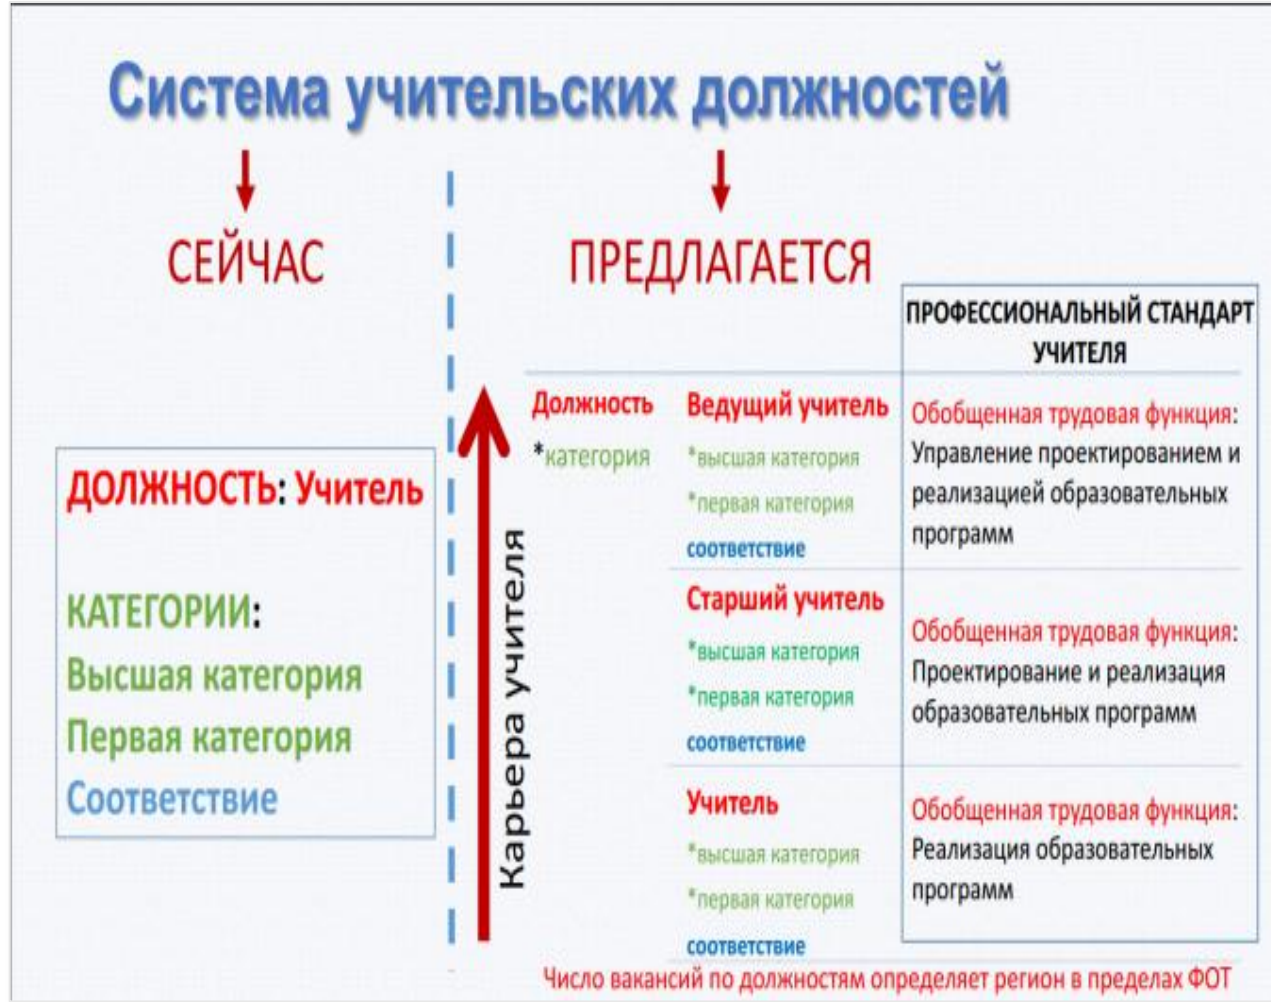 Система учительских должностей
СЕЙЧАС
ДОЛЖНОСТЬ: Учитель
КАТЕГОРИИ:
Высшая категория
Первая категория
Соответствие
ПРЕДЛАГАЕТСЯ
Карьера учителя
Должность
*категория
ПРОФЕССИОНАЛЬНЫЙ СТАНДАРТ
УЧИТЕЛЯ
Ведущий учитель
*высшая категория
*первая категория
соответствие
Обобщенная трудовая функция:
Управление проектированием и
реализацией образовательных
программ
Старший учитель
*высшая категория
*первая категория
соответствие
Обобщенная трудовая функция:
Проектирование и реализация
образовательных программ
Учитель
*высшая категория
*первая категория
соответствие
Обобщенная трудовая функция:
Реализация образовательных
программ
Число вакансий по должностям определяет регион в пределах ФОТ